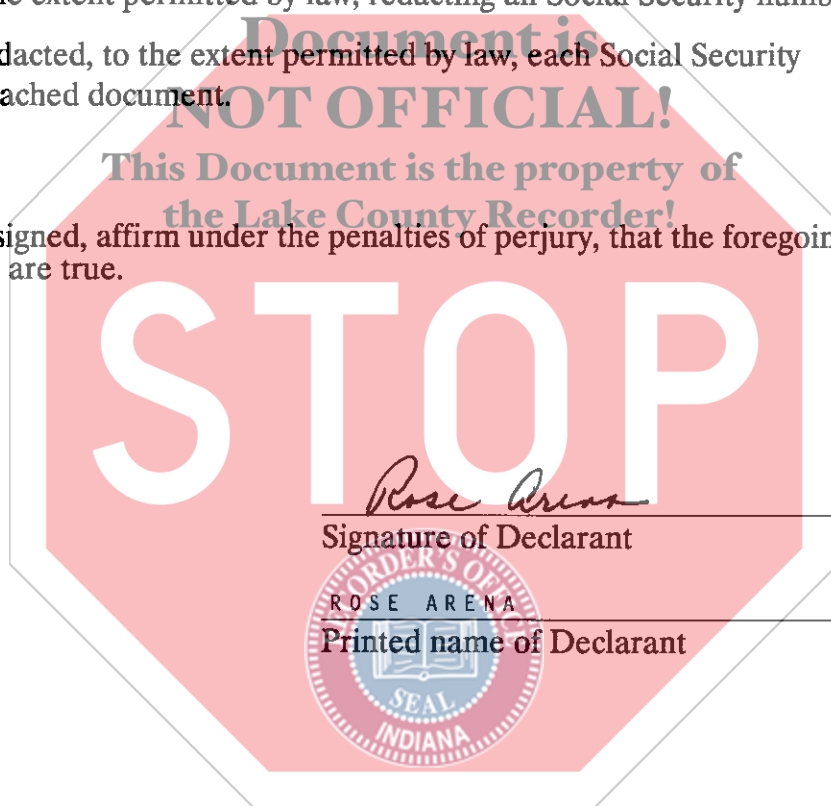 e extent permitted by law, redacting all Social Security numb
Document is
dacted, to the extent permitted by law, each Social Security
ached document.
NOT OFFICIAL!
This Document is the property of
the Lake County Recorder!
signed, affirm under the penalties of perjury, that the foregoin
are true.
STOP
Rose Arena
Signature of Declarant
RECORDER'S OFFICE
ROSE ARENA
Printed name of Declarant
SEAL
INDIANA